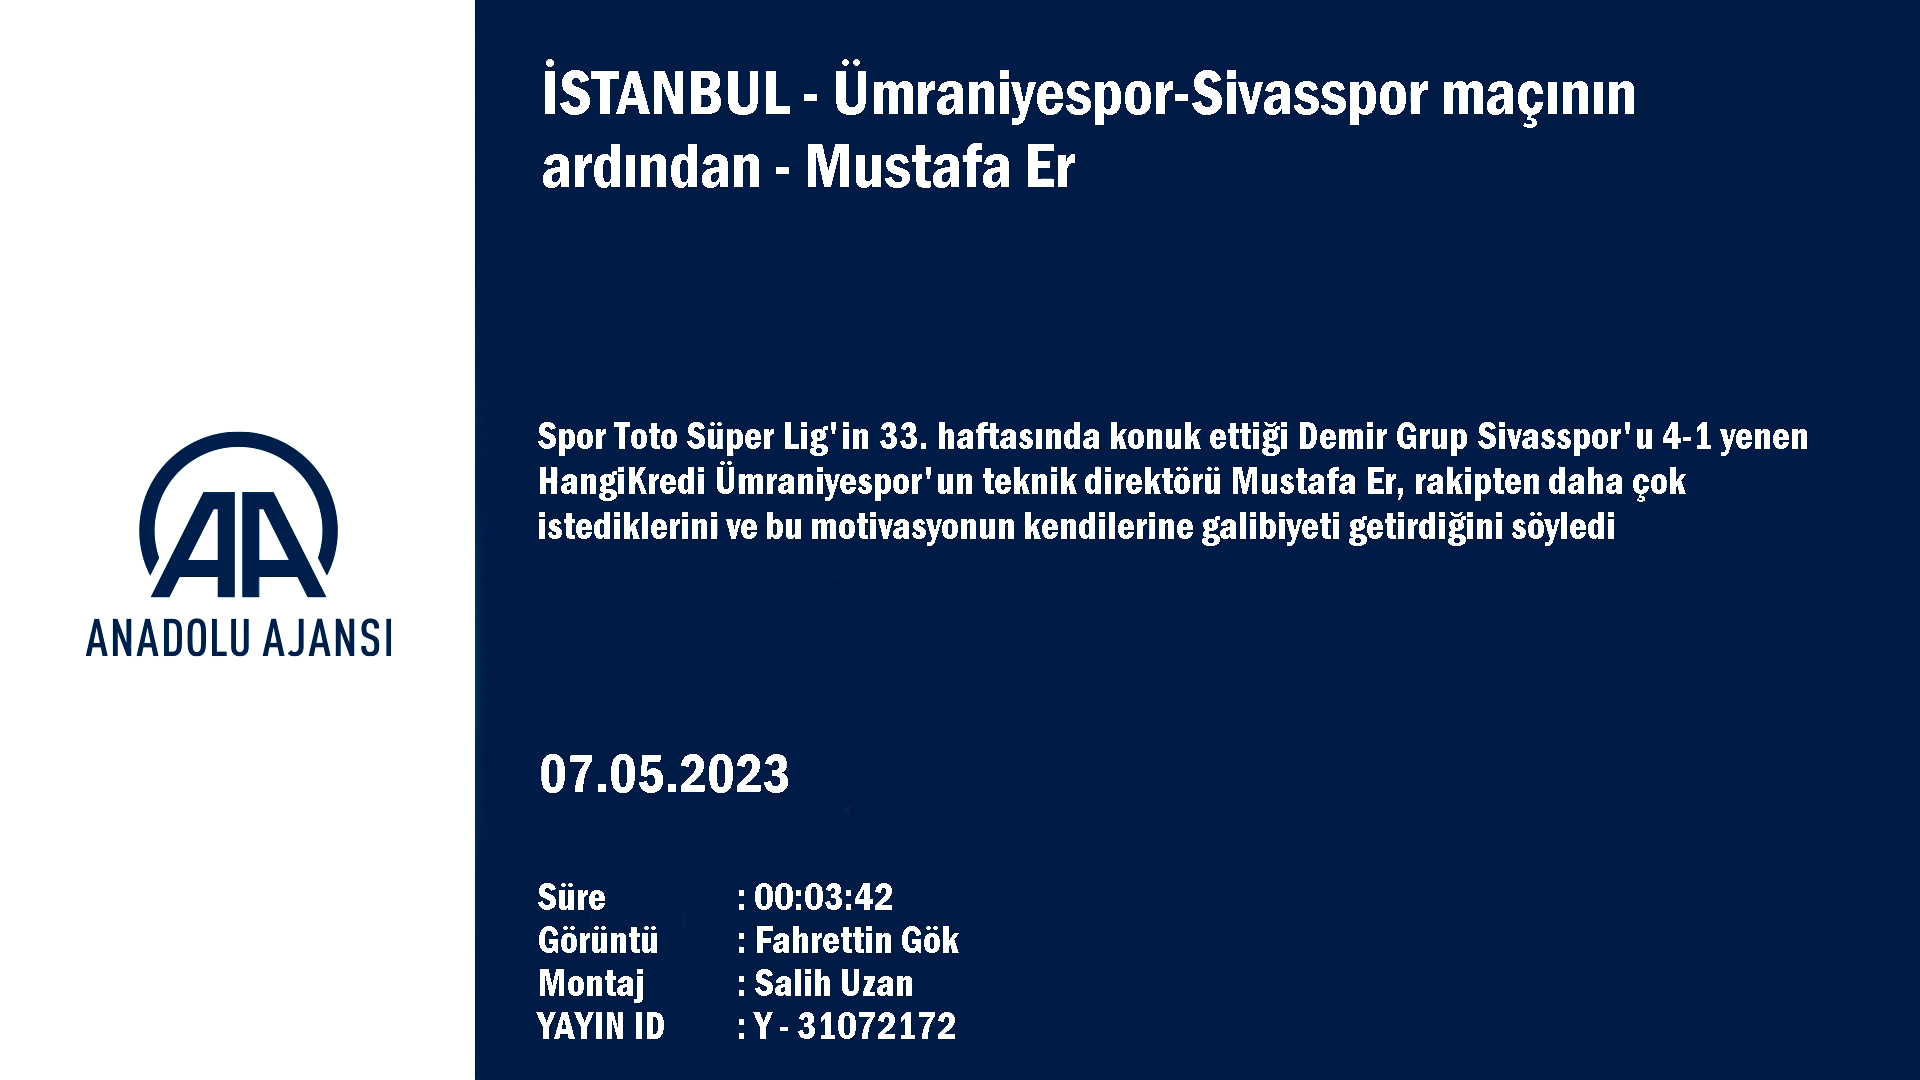 İSTANBUL - Ümraniyespor-Sivasspor maçının
ardından - Mustafa Er
Spor Toto Süper Lig'in 33. haftasında konuk ettiği Demir Grup Sivasspor'u 4-1 yenen
HangiKredi Ümraniyespor'un teknik direktörü Mustafa Er, rakipten daha çok
istediklerini ve bu motivasyonun kendilerine galibiyeti getirdiğini söyledi
AA
ANADOLU AJANSI
07.05.2023
Süre : 00:03:42
Görüntü : Fahrettin Gök
Montaj : Salih Uzan
YAYIN ID : Y - 31072172